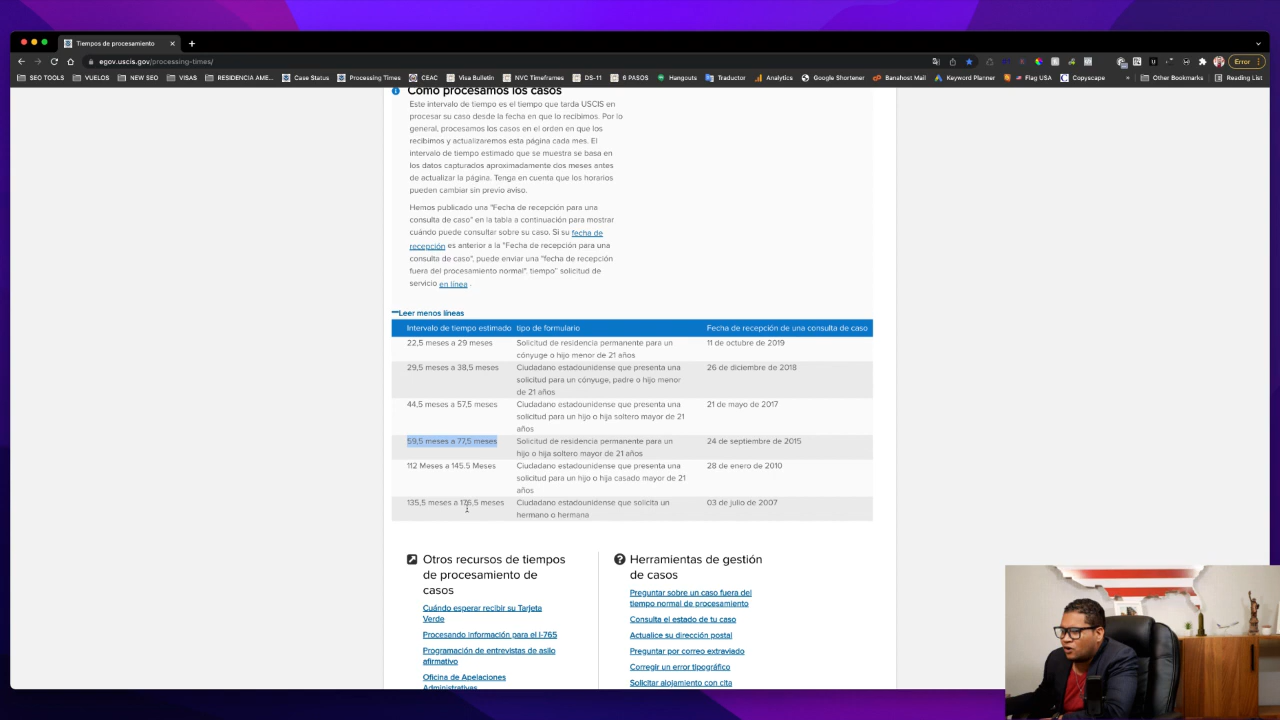 Tiempos de procesamiento
egov.uscis.gov/processing-times/
Error
SEO TOOLS VUELOS NEW SEO VISAS RESIDENCIA AME... Case Status Processing Times CEAC Visa Bulletin NVC Timeframes DS-11 6 PASOS Hangouts Traductor Analytics Google Shortener Banahost Mail Keyword Planner Flag USA Copyscape » Other Bookmarks Reading List
Cómo procesamos los casos
Este intervalo de tiempo es el tiempo que tarda USCIS en
procesar su caso desde la fecha en que lo recibimos. Por lo
general, procesamos los casos en el orden en que los
recibimos y actualizaremos esta página cada mes. El
intervalo de tiempo estimado que se muestra se basa en
los datos capturados aproximadamente dos meses antes
de actualizar la página. Tenga en cuenta que los horarios
pueden cambiar sin previo aviso.
Hemos publicado una "Fecha de recepción para una
consulta de caso" en la tabla a continuación para mostrar
cuándo puede consultar sobre su caso. Si su fecha de
recepción es anterior a la "Fecha de recepción para una
consulta de caso", puede enviar una "fecha de recepción
fuera del procesamiento normal". tiempo" solicitud de
servicio en línea .
Leer menos líneas
Intervalo de tiempo estimado tipo de formulario Fecha de recepción de una consulta de caso
22,5 meses a 29 meses Solicitud de residencia permanente para un 11 de octubre de 2019
cónyuge o hijo menor de 21 años
29,5 meses a 38,5 meses Ciudadano estadounidense que presenta una 26 de diciembre de 2018
solicitud para un cónyuge, padre o hijo menor
de 21 años
44,5 meses a 57,5 meses Ciudadano estadounidense que presenta una 21 de mayo de 2017
solicitud para un hijo o hija soltero mayor de 21
años
59,5 meses a 77,5 meses Solicitud de residencia permanente para un 24 de septiembre de 2015
hijo o hija soltero mayor de 21 años
112 Meses a 145.5 Meses Ciudadano estadounidense que presenta una 28 de enero de 2010
solicitud para un hijo o hija casado mayor de 21
años
135,5 meses a 176,5 meses Ciudadano estadounidense que solicita un 03 de julio de 2007
hermano o hermana
Otros recursos de tiempos
de procesamiento de
casos
Cuándo esperar recibir su Tarjeta
Verde
Procesando información para el I-765
Programación de entrevistas de asilo
afirmativo
Oficina de Apelaciones
Administrativas
Herramientas de gestión
de casos
Preguntar sobre un caso fuera del
tiempo normal de procesamiento
Consulta el estado de tu caso
Actualice su dirección postal
Preguntar por correo extraviado
Corregir un error tipográfico
Solicitar alojamiento con cita